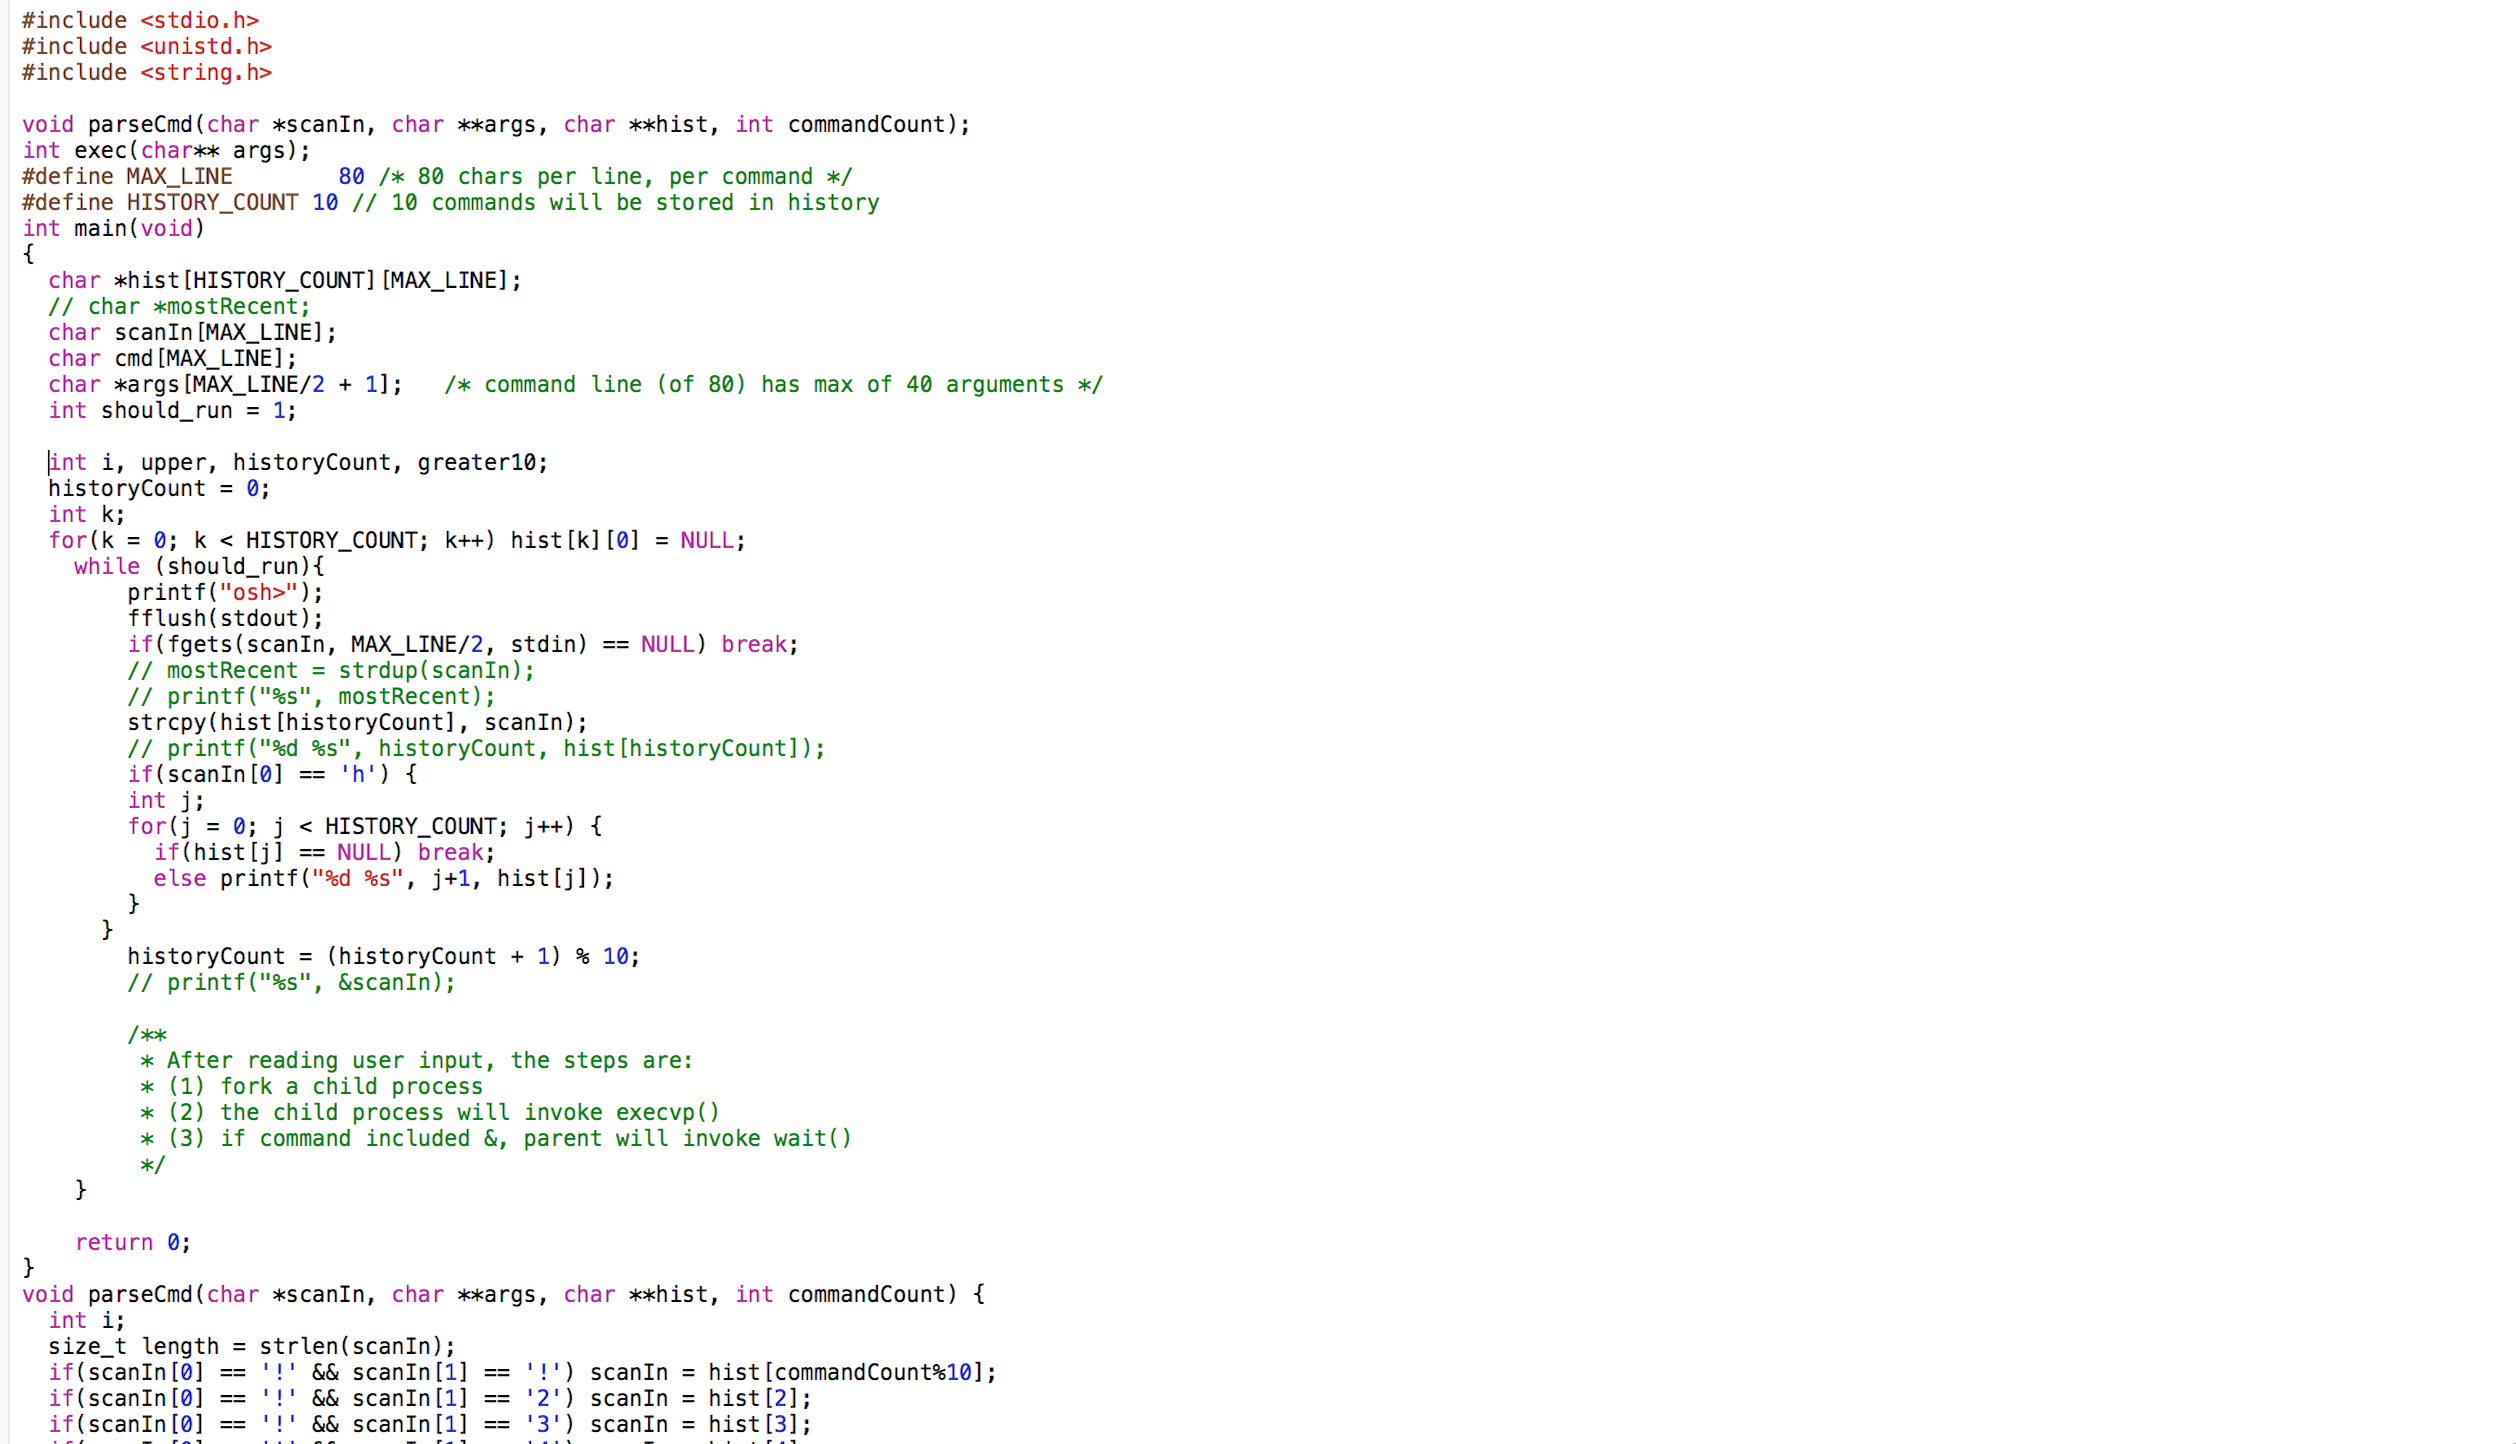 #include <stdio.h>
#include <unistd.h>
#include <string.h>

void parseCmd(char *scanIn, char **args, char **hist, int commandCount);
int exec(char** args);
#define MAX_LINE        80 /* 80 chars per line, per command */
#define HISTORY_COUNT 10 // 10 commands will be stored in history
int main(void)
{
  char *hist[HISTORY_COUNT][MAX_LINE];
  // char *mostRecent;
  char scanIn[MAX_LINE];
  char cmd[MAX_LINE];
  char *args[MAX_LINE/2 + 1];   /* command line (of 80) has max of 40 arguments */
  int should_run = 1;

  int i, upper, historyCount, greater10;
  historyCount = 0;
  int k;
  for(k = 0; k < HISTORY_COUNT; k++) hist[k][0] = NULL;
    while (should_run){
        printf("osh>");
        fflush(stdout);
        if(fgets(scanIn, MAX_LINE/2, stdin) == NULL) break;
        // mostRecent = strdup(scanIn);
        // printf("%s", mostRecent);
        strcpy(hist[historyCount], scanIn);
        // printf("%d %s", historyCount, hist[historyCount]);
        if(scanIn[0] == 'h') {
        int j;
        for(j = 0; j < HISTORY_COUNT; j++) {
          if(hist[j] == NULL) break;
          else printf("%d %s", j+1, hist[j]);
        }
      }
        historyCount = (historyCount + 1) % 10;
        // printf("%s", &scanIn);

        /**
         * After reading user input, the steps are:
         * (1) fork a child process
         * (2) the child process will invoke execvp()
         * (3) if command included &, parent will invoke wait()
         */
    }

    return 0;
}
void parseCmd(char *scanIn, char **args, char **hist, int commandCount) {
  int i;
  size_t length = strlen(scanIn);
  if(scanIn[0] == '!' && scanIn[1] == '!') scanIn = hist[commandCount%10];
  if(scanIn[0] == '!' && scanIn[1] == '2') scanIn = hist[2];
  if(scanIn[0] == '!' && scanIn[1] == '3') scanIn = hist[3];